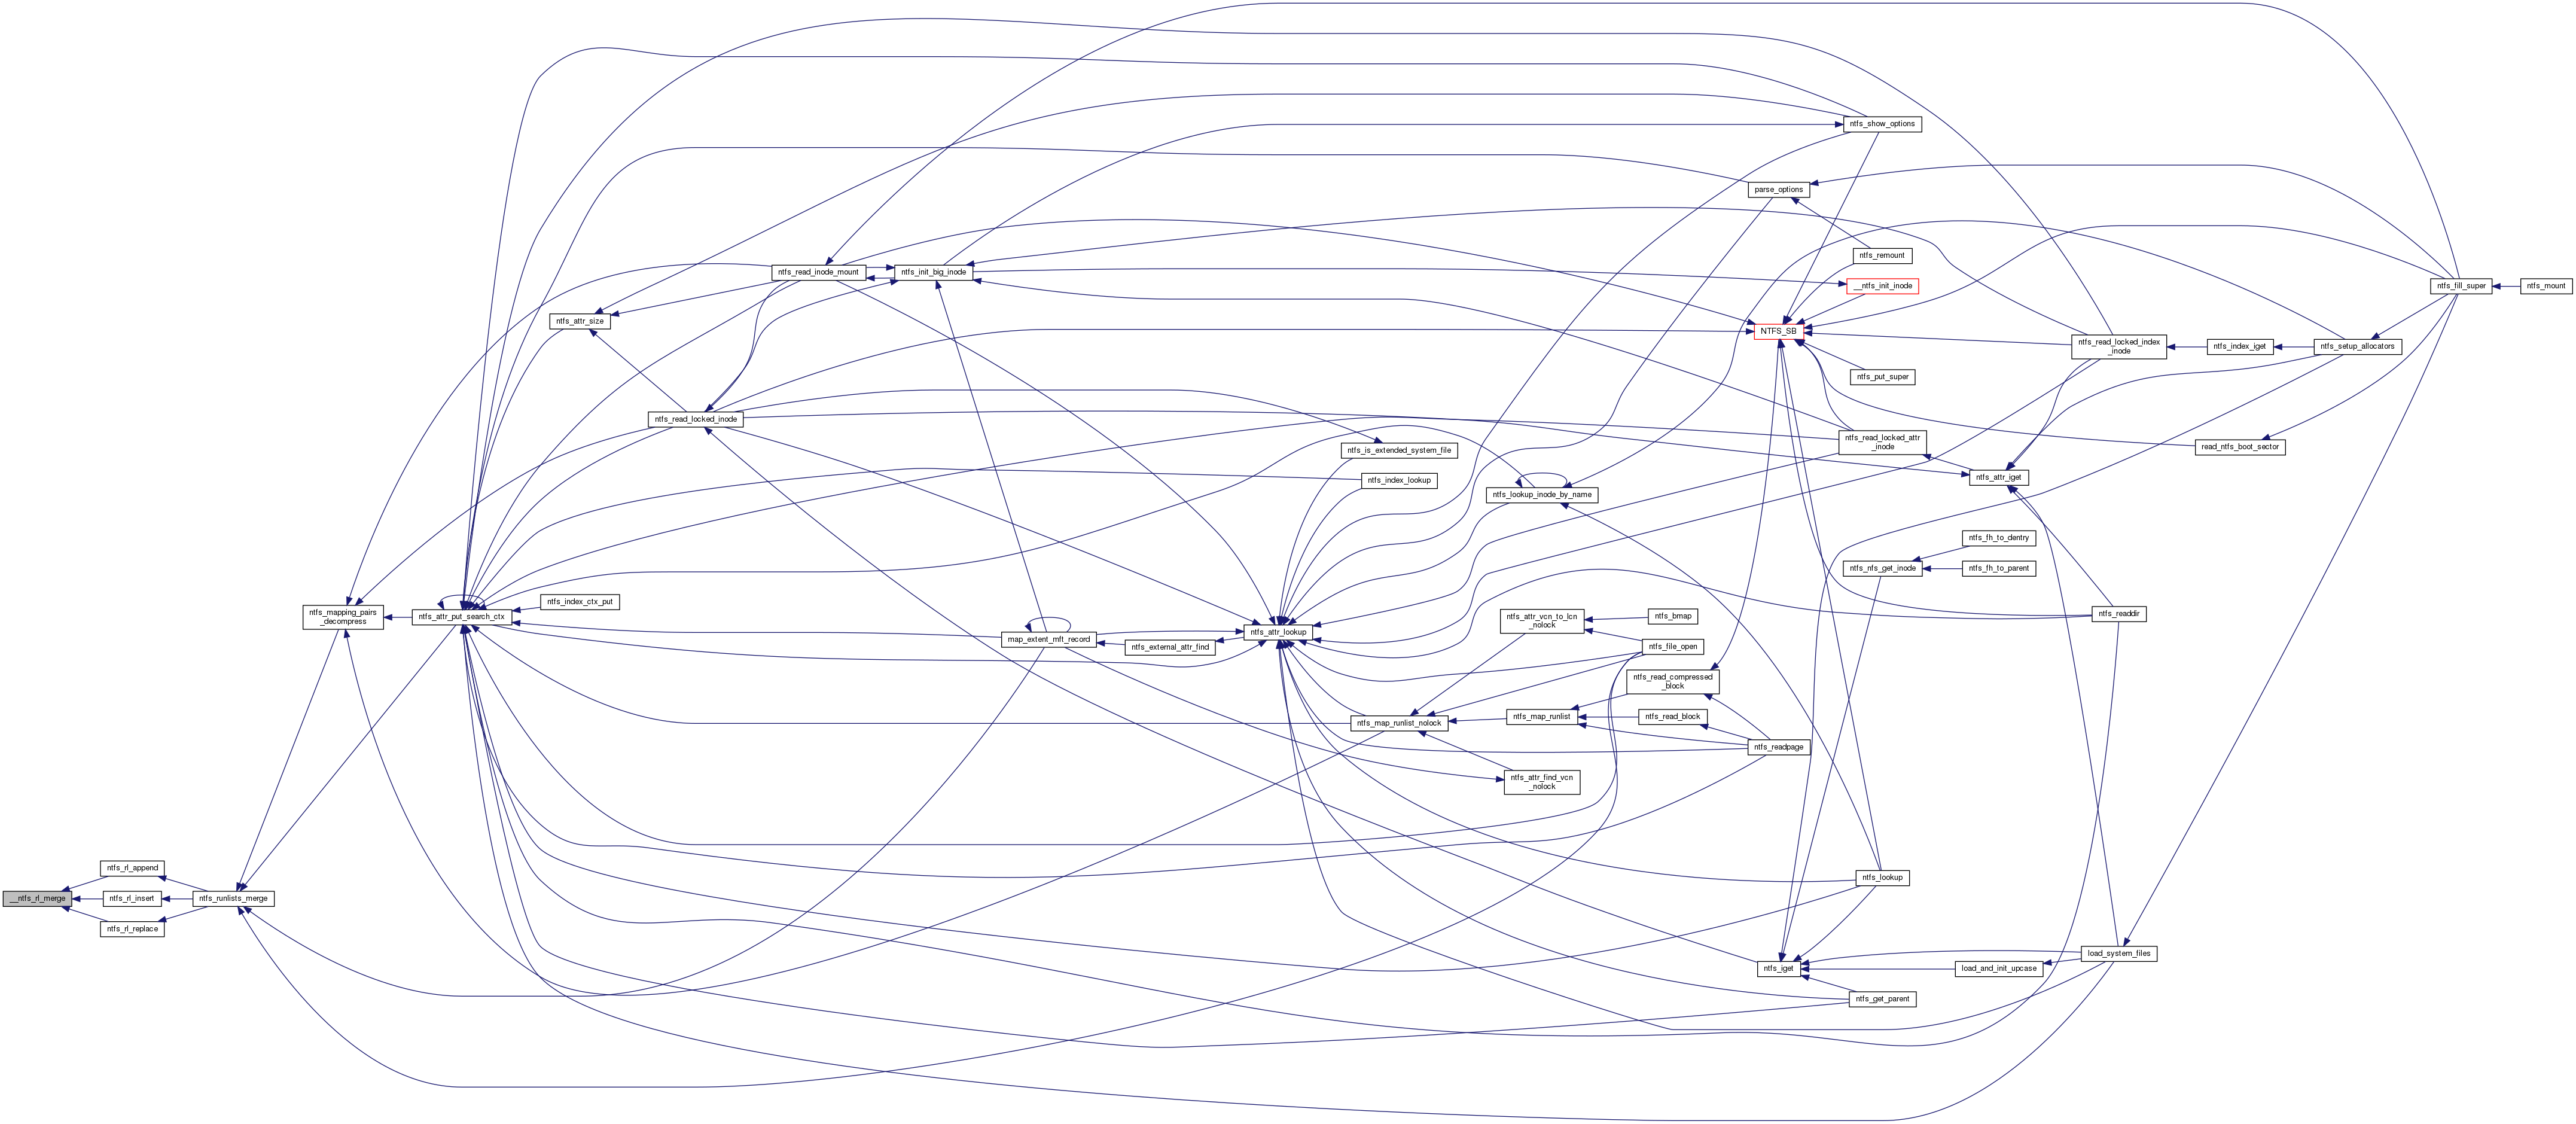 ntfs_show_options
parse_options
ntfs_remount
ntfs_read_inode_mount
ntfs_init_big_inode
__ntfs_init_inode
ntfs_fill_super
ntfs_mount
ntfs_attr_size
NTFS_SB
ntfs_read_locked_index
_inode
ntfs_index_iget
ntfs_setup_allocators
ntfs_put_super
ntfs_read_locked_inode
ntfs_read_locked_attr
_inode
read_ntfs_boot_sector
ntfs_is_extended_system_file
ntfs_index_lookup
ntfs_attr_iget
ntfs_lookup_inode_by_name
ntfs_fh_to_dentry
ntfs_nfs_get_inode
ntfs_fh_to_parent
ntfs_index_ctx_put
ntfs_mapping_pairs
_decompress
ntfs_attr_put_search_ctx
ntfs_attr_vcn_to_lcn
_nolock
ntfs_bmap
ntfs_readdir
map_extent_mft_record
ntfs_attr_lookup
ntfs_external_attr_find
ntfs_file_open
ntfs_read_compressed
_block
ntfs_map_runlist_nolock
ntfs_map_runlist
ntfs_read_block
ntfs_readpage
ntfs_attr_find_vcn
_nolock
ntfs_rl_append
ntfs_lookup
__ntfs_rl_merge
ntfs_rl_insert
ntfs_runlists_merge
ntfs_rl_replace
load_system_files
ntfs_iget
load_and_init_upcase
ntfs_get_parent